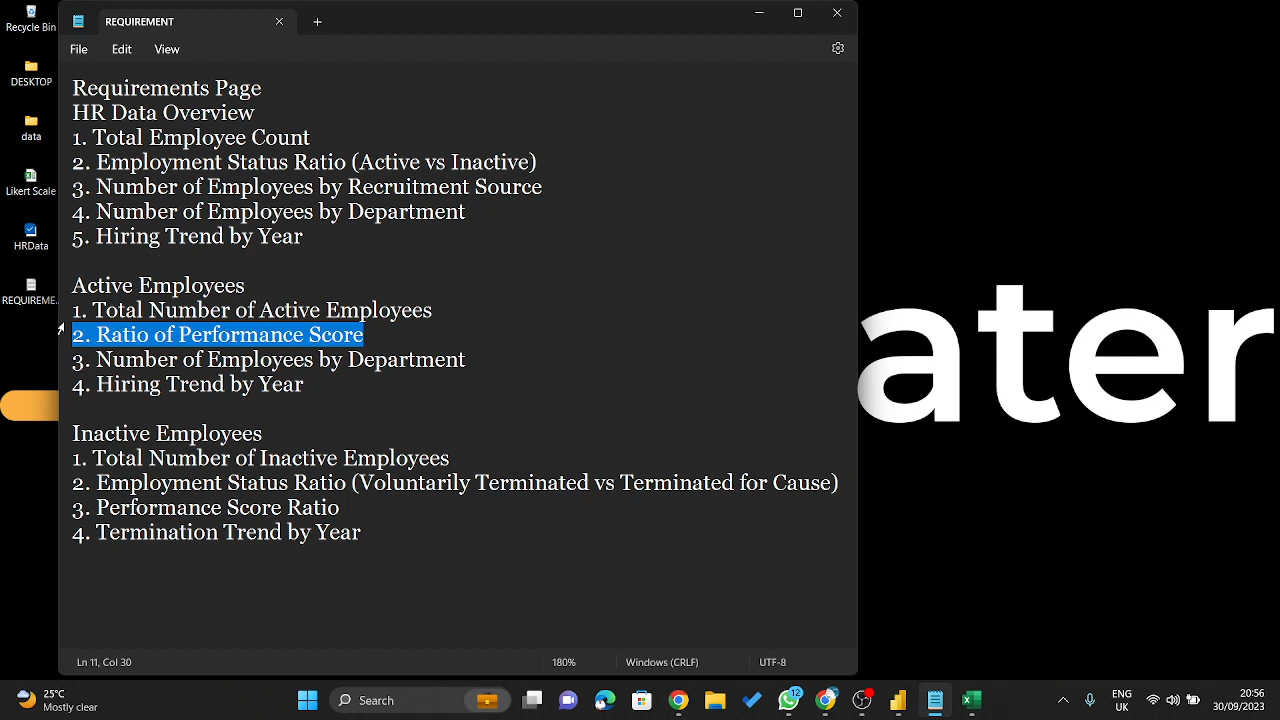 Recycle Bin
DESKTOP
data
Likert Scale
HRData
REQUIREME...
REQUIREMENT
File
Edit
View
Requirements Page
HR Data Overview
1. Total Employee Count
2. Employment Status Ratio (Active vs Inactive)
3. Number of Employees by Recruitment Source
4. Number of Employees by Department
5. Hiring Trend by Year
Active Employees
1. Total Number of Active Employees
2. Ratio of Performance Score
3. Number of Employees by Department
4. Hiring Trend by Year
Inactive Employees
1. Total Number of Inactive Employees
2. Employment Status Ratio (Voluntarily Terminated vs Terminated for Cause)
3. Performance Score Ratio
4. Termination Trend by Year
ater
Ln 11, Col 30
180%
Windows (CRLF)
UTF-8
25°C
Mostly clear
Search
12
ENG
UK
20:56
30/09/2023